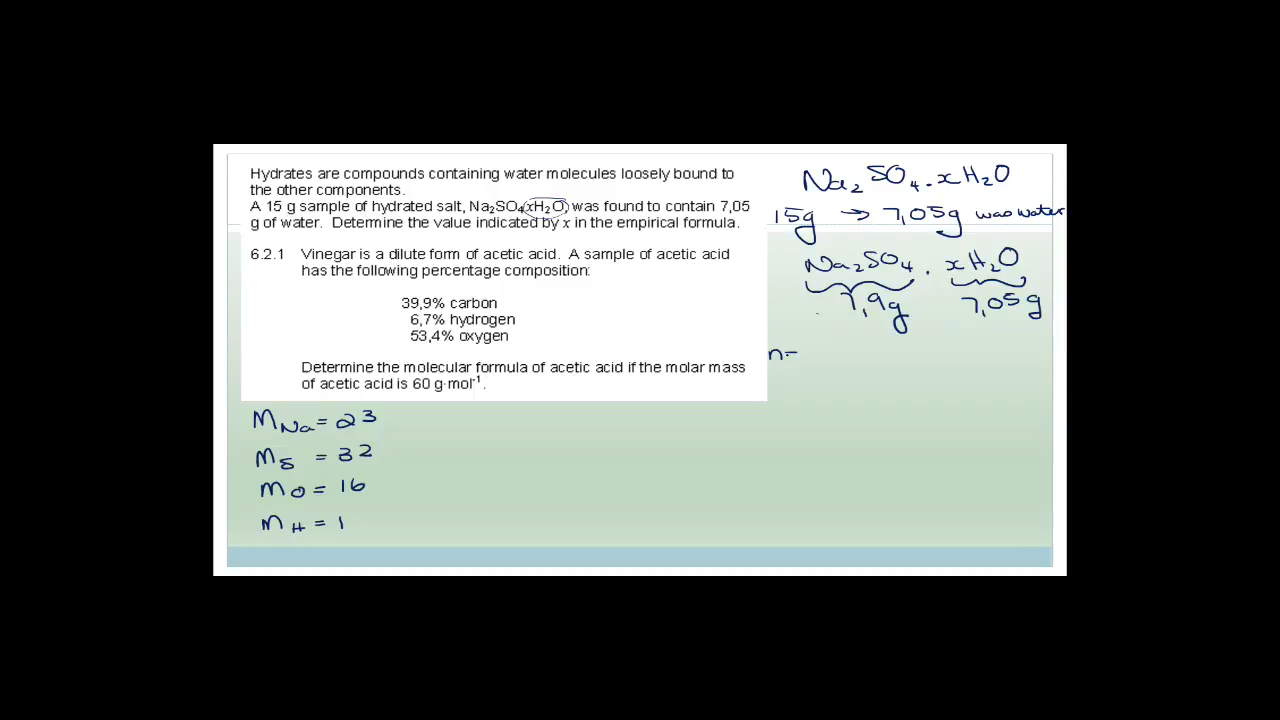 Hydrates are compounds containing water molecules loosely bound to
the other components.
A 15 g sample of hydrated salt, Na₂SO₄xH₂O, was found to contain 7,05
g of water. Determine the value indicated by x in the empirical formula.
6.2.1 Vinegar is a dilute form of acetic acid. A sample of acetic acid
has the following percentage composition:
39,9% carbon
6,7% hydrogen
53,4% oxygen
Determine the molecular formula of acetic acid if the molar mass
of acetic acid is 60 g·mol⁻¹.
M Na = 23
M S = 32
M O = 16
M H = 1
Na₂SO₄.xH₂O
15g → 7,05g was water
Na₂SO₄ . xH₂O
7,9g 7,05g
n=